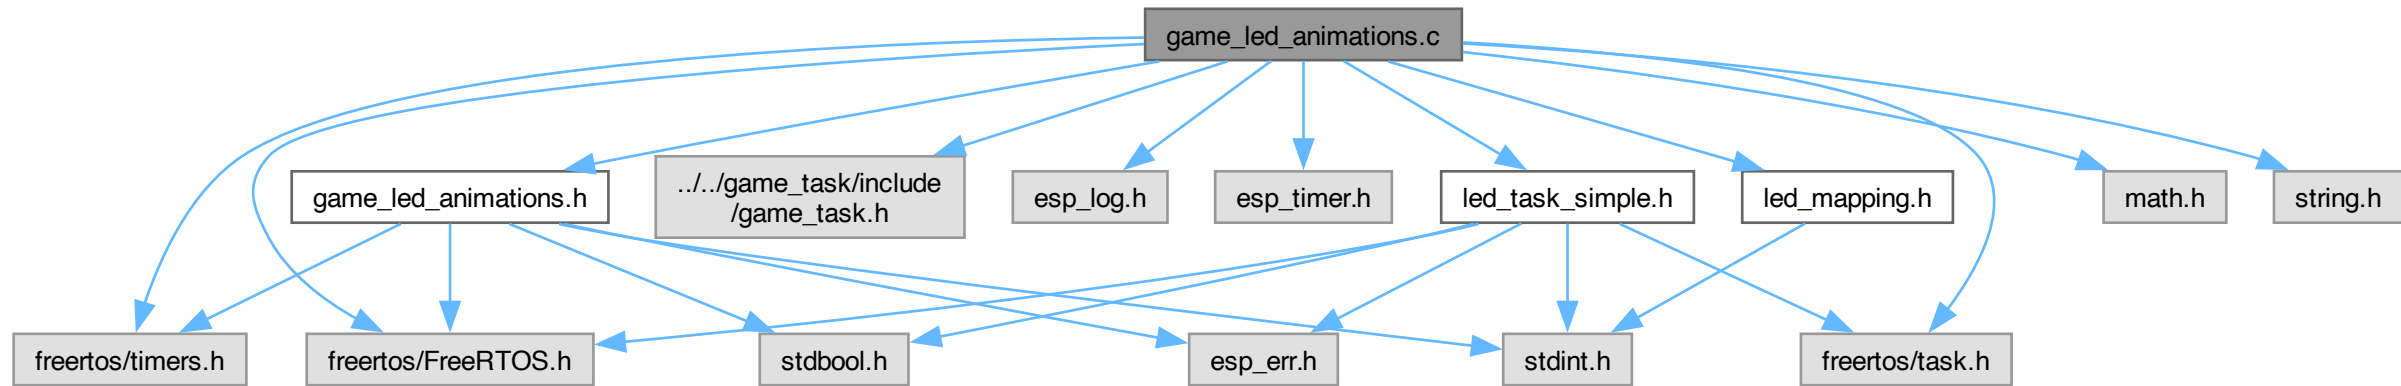 game_led_animations.c
game_led_animations.h
../../game_task/include
/game_task.h
esp_log.h
esp_timer.h
led_task_simple.h
led_mapping.h
math.h
string.h
freertos/timers.h
freertos/FreeRTOS.h
stdbool.h
esp_err.h
stdint.h
freertos/task.h